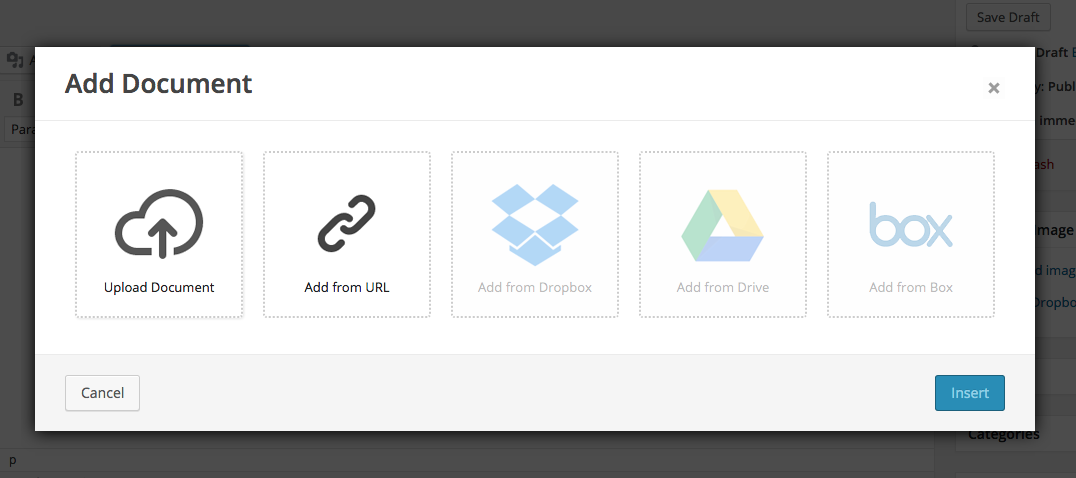 Save Draft
A
Draft
Add Document
y: Publ
B
imme
Para
ash
box
mage
Upload Document
Add from URL
Add from Dropbox
Add from Drive
Add from Box
d imag
Dropbo
Cancel
Insert
Categories
p